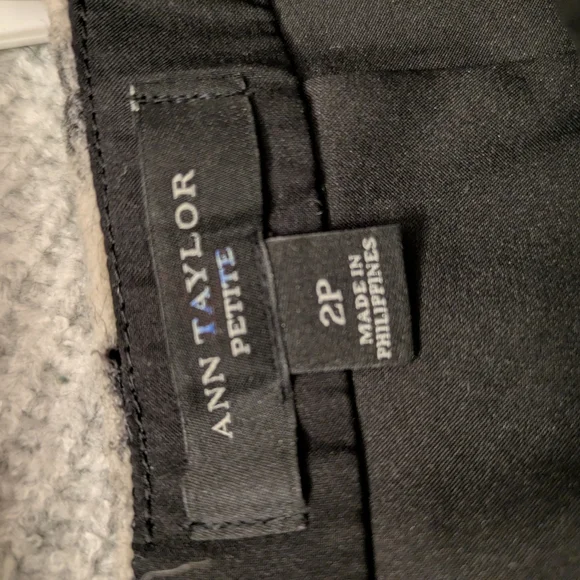 ANN TAYLOR
PETITE
2P
MADE IN
PHILIPPINES